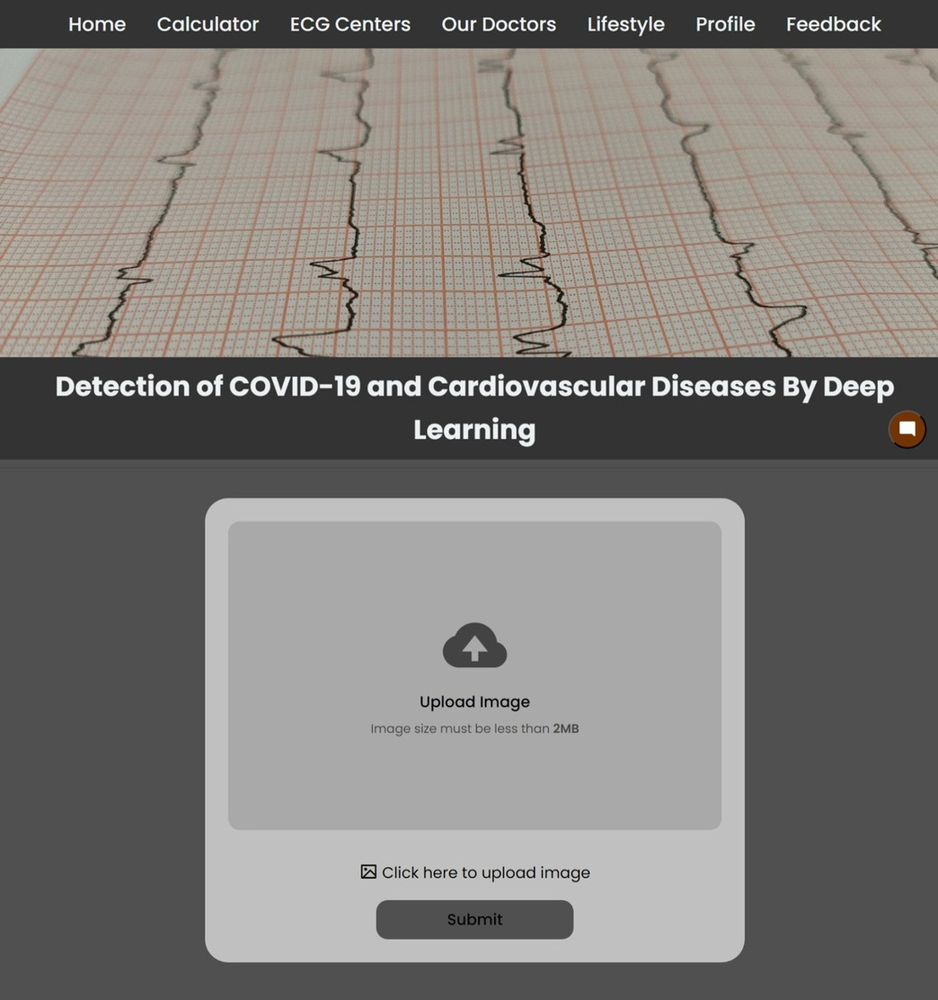 Home Calculator ECG Centers Our Doctors Lifestyle Profile Feedback
Detection of COVID-19 and Cardiovascular Diseases By Deep
Learning
Upload Image
Image size must be less than 2MB
Click here to upload image
Submit